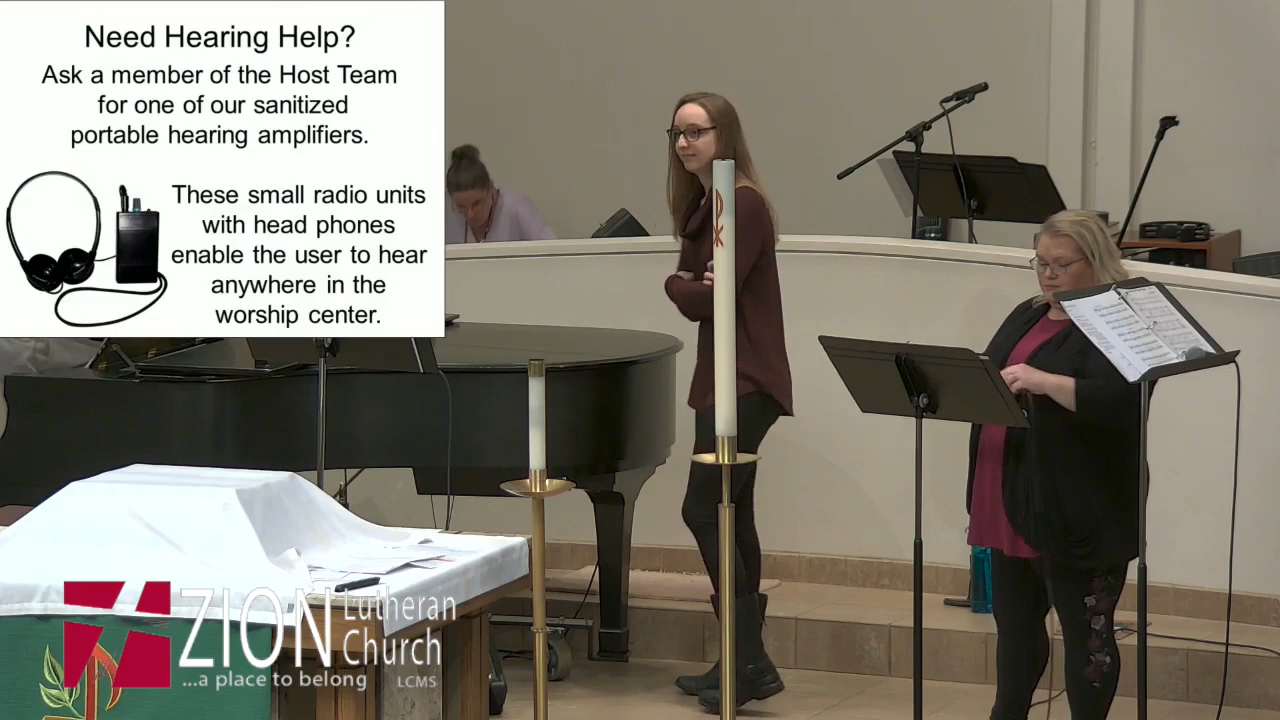 Need Hearing Help?
Ask a member of the Host Team
for one of our sanitized
portable hearing amplifiers.
These small radio units
with head phones
enable the user to hear
anywhere in the
worship center.
ZION Lutheran
Church
...a place to belong LCMS